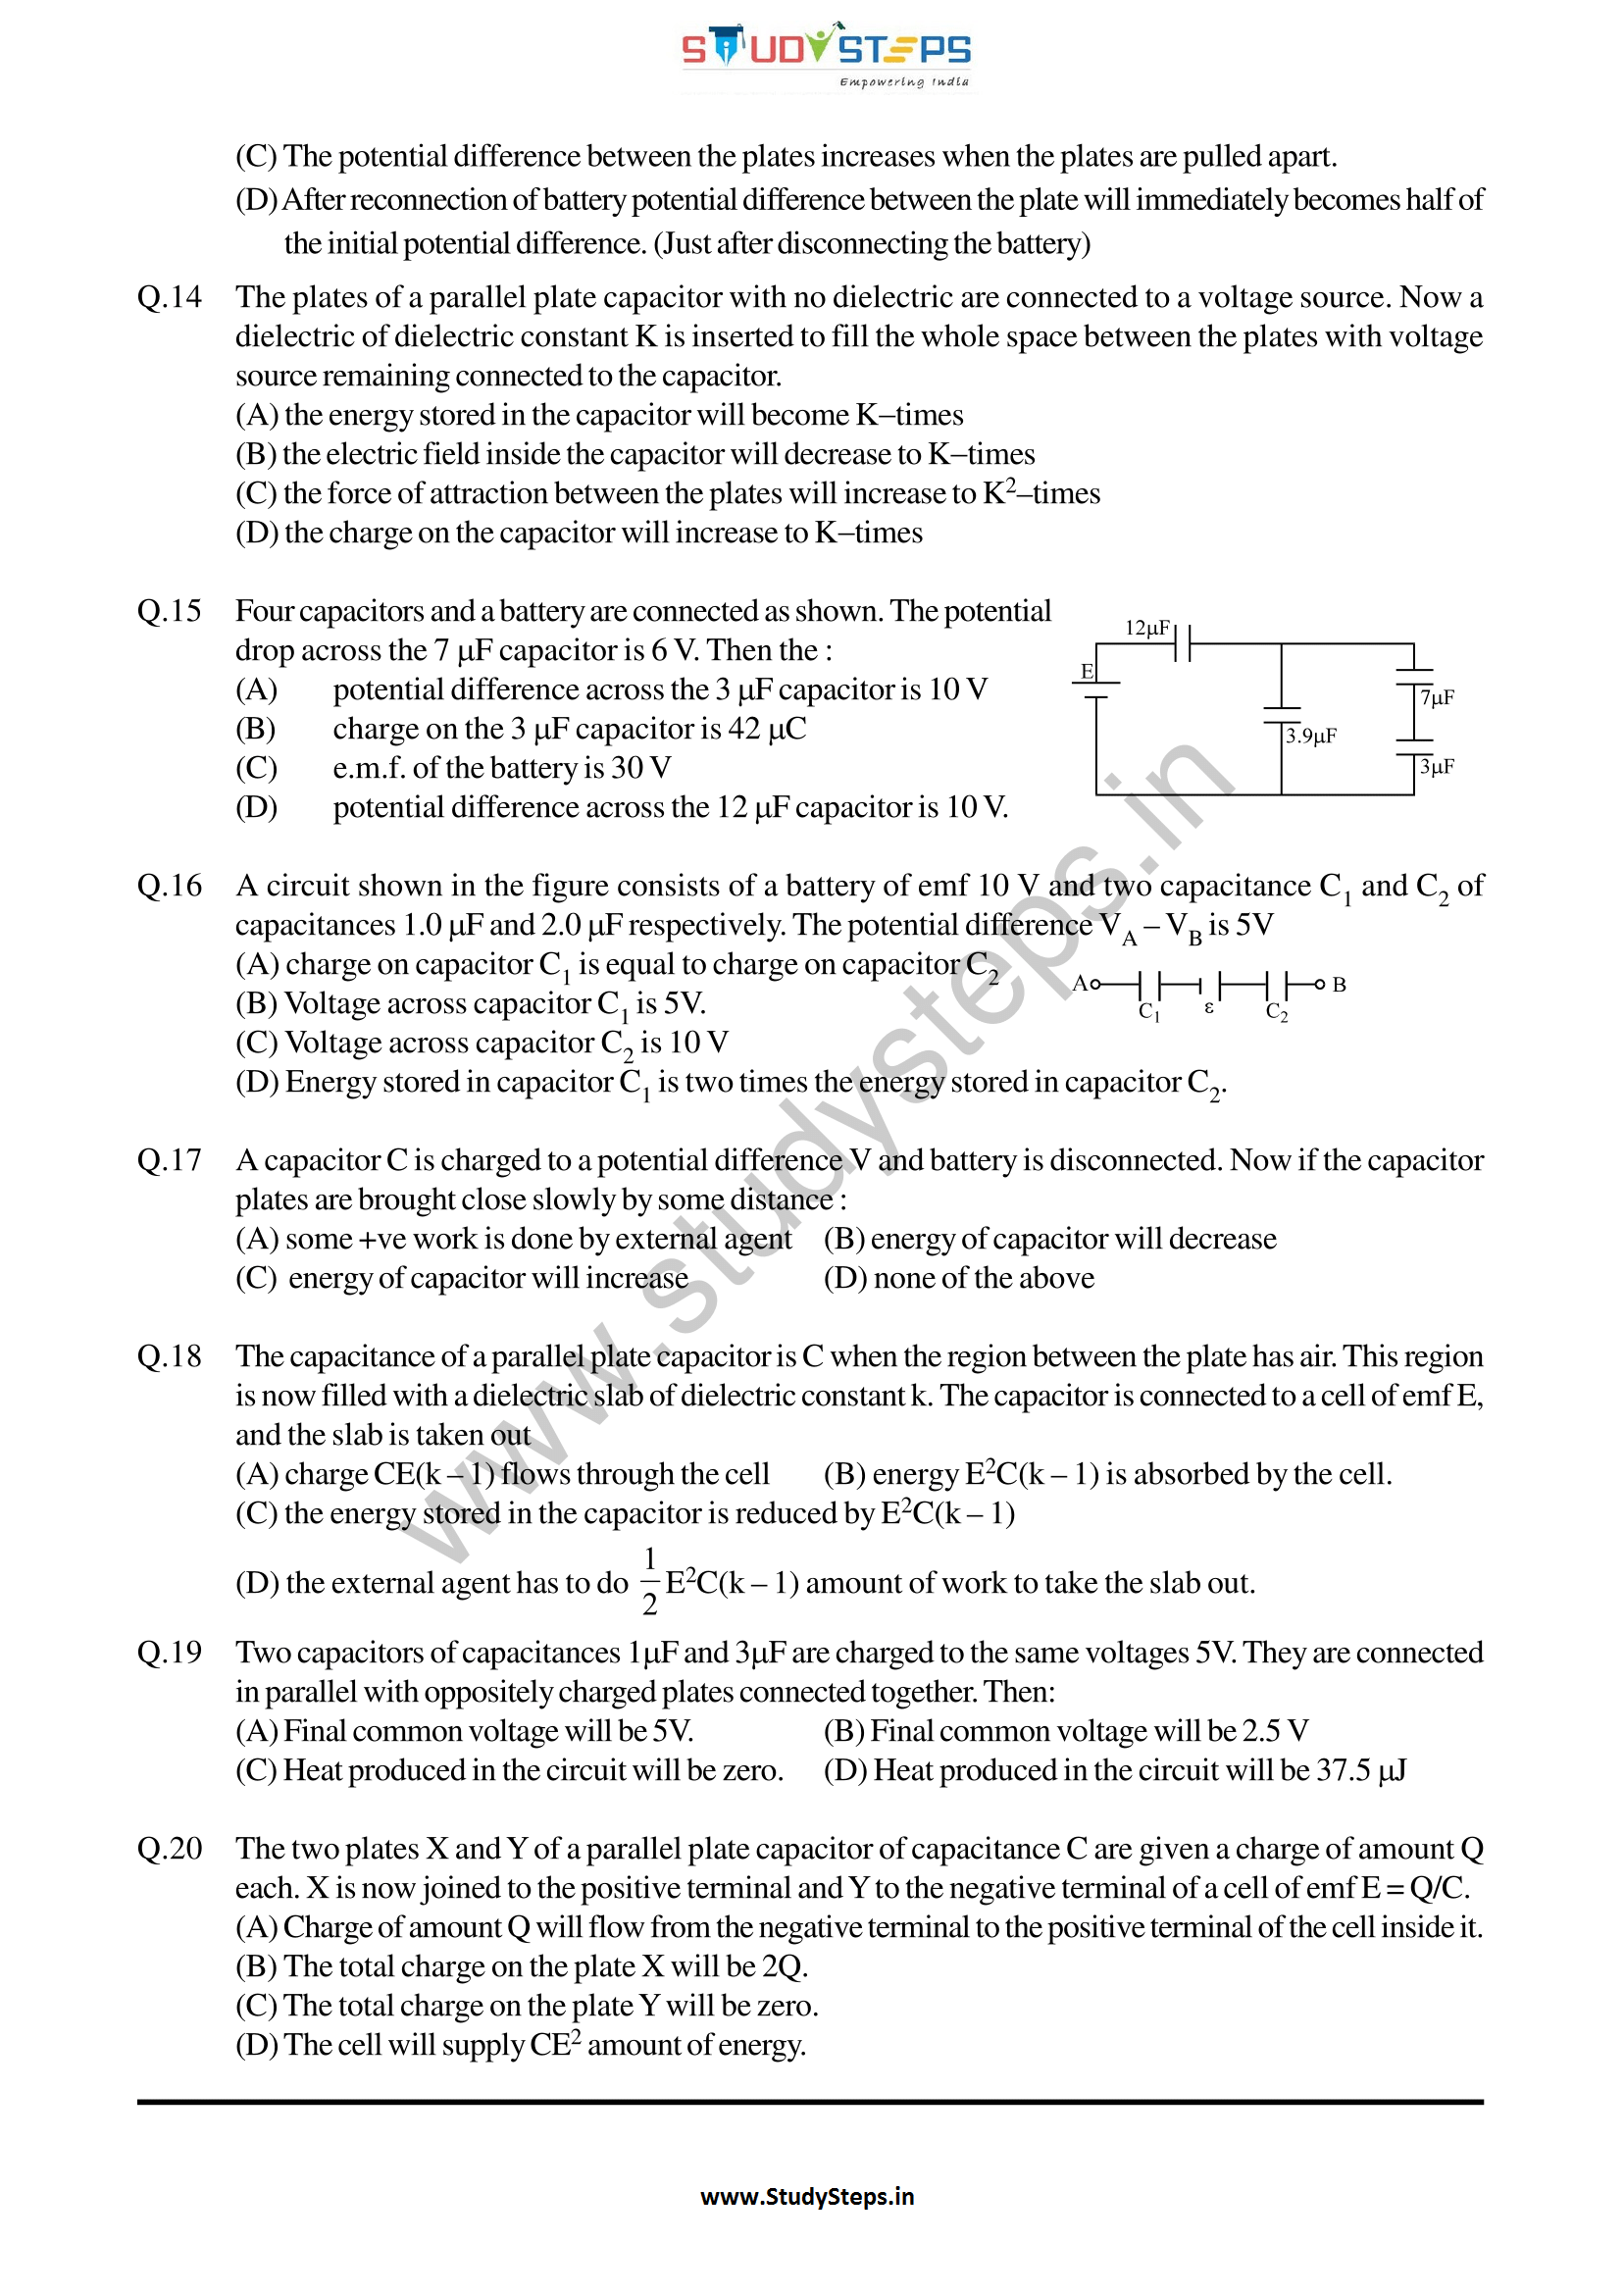 STUDYSTEPS
Empowering India
(C) The potential difference between the plates increases when the plates are pulled apart.
(D) After reconnection of battery potential difference between the plate will immediately becomes half of
the initial potential difference. (Just after disconnecting the battery)
Q.14 The plates of a parallel plate capacitor with no dielectric are connected to a voltage source. Now a
dielectric of dielectric constant K is inserted to fill the whole space between the plates with voltage
source remaining connected to the capacitor.
(A) the energy stored in the capacitor will become K–times
(B) the electric field inside the capacitor will decrease to K–times
(C) the force of attraction between the plates will increase to K²–times
(D) the charge on the capacitor will increase to K–times
Q.15 Four capacitors and a battery are connected as shown. The potential
drop across the 7 μF capacitor is 6 V. Then the :
(A) potential difference across the 3 μF capacitor is 10 V
(B) charge on the 3 μF capacitor is 42 μC
(C) e.m.f. of the battery is 30 V
(D) potential difference across the 12 μF capacitor is 10 V.
12μF
E
7μF
3.9μF
3μF
Q.16 A circuit shown in the figure consists of a battery of emf 10 V and two capacitance C₁ and C₂ of
capacitances 1.0 μF and 2.0 μF respectively. The potential difference V_A – V_B is 5V
(A) charge on capacitor C₁ is equal to charge on capacitor C₂
(B) Voltage across capacitor C₁ is 5V.
(C) Voltage across capacitor C₂ is 10 V
(D) Energy stored in capacitor C₁ is two times the energy stored in capacitor C₂.
A B
C₁ ε C₂
Q.17 A capacitor C is charged to a potential difference V and battery is disconnected. Now if the capacitor
plates are brought close slowly by some distance :
(A) some +ve work is done by external agent (B) energy of capacitor will decrease
(C) energy of capacitor will increase (D) none of the above
Q.18 The capacitance of a parallel plate capacitor is C when the region between the plate has air. This region
is now filled with a dielectric slab of dielectric constant k. The capacitor is connected to a cell of emf E,
and the slab is taken out
(A) charge CE(k – 1) flows through the cell (B) energy E²C(k – 1) is absorbed by the cell.
(C) the energy stored in the capacitor is reduced by E²C(k – 1)
(D) the external agent has to do 1/2 E²C(k – 1) amount of work to take the slab out.
Q.19 Two capacitors of capacitances 1μF and 3μF are charged to the same voltages 5V. They are connected
in parallel with oppositely charged plates connected together. Then:
(A) Final common voltage will be 5V. (B) Final common voltage will be 2.5 V
(C) Heat produced in the circuit will be zero. (D) Heat produced in the circuit will be 37.5 μJ
Q.20 The two plates X and Y of a parallel plate capacitor of capacitance C are given a charge of amount Q
each. X is now joined to the positive terminal and Y to the negative terminal of a cell of emf E = Q/C.
(A) Charge of amount Q will flow from the negative terminal to the positive terminal of the cell inside it.
(B) The total charge on the plate X will be 2Q.
(C) The total charge on the plate Y will be zero.
(D) The cell will supply CE² amount of energy.
www.studysteps.in
www.StudySteps.in